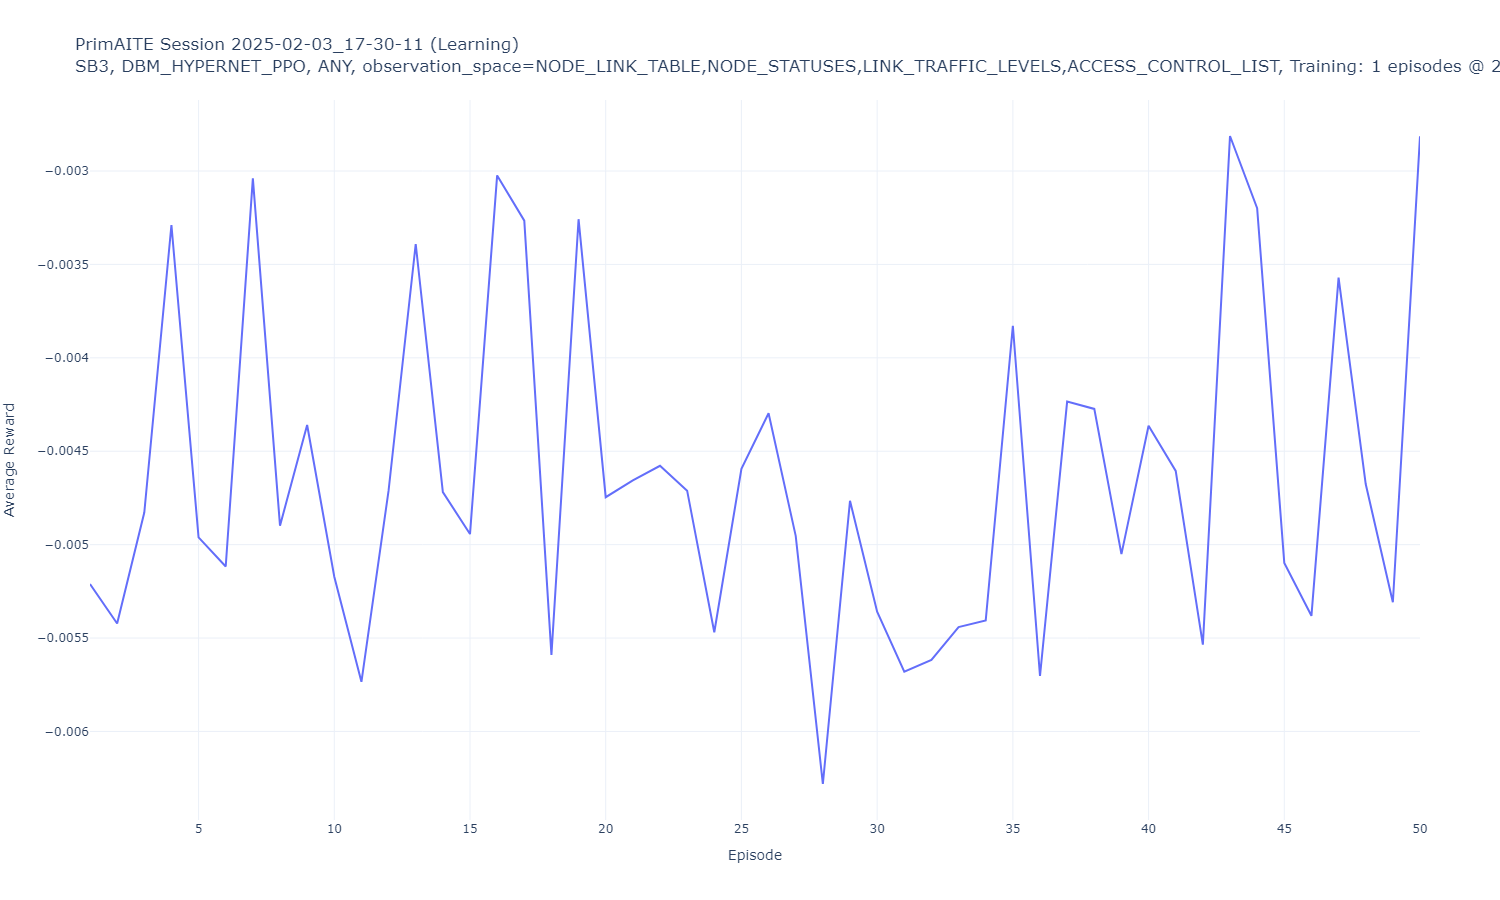 PrimAITE Session 2025-02-03_17-30-11 (Learning)
SB3, DBM_HYPERNET_PPO, ANY, observation_space=NODE_LINK_TABLE,NODE_STATUSES,LINK_TRAFFIC_LEVELS,ACCESS_CONTROL_LIST, Training: 1 episodes @ 2
−0.003
−0.0035
−0.004
−0.0045
−0.005
−0.0055
−0.006
Average Reward
5 10 15 20 25 30 35 40 45 50
Episode